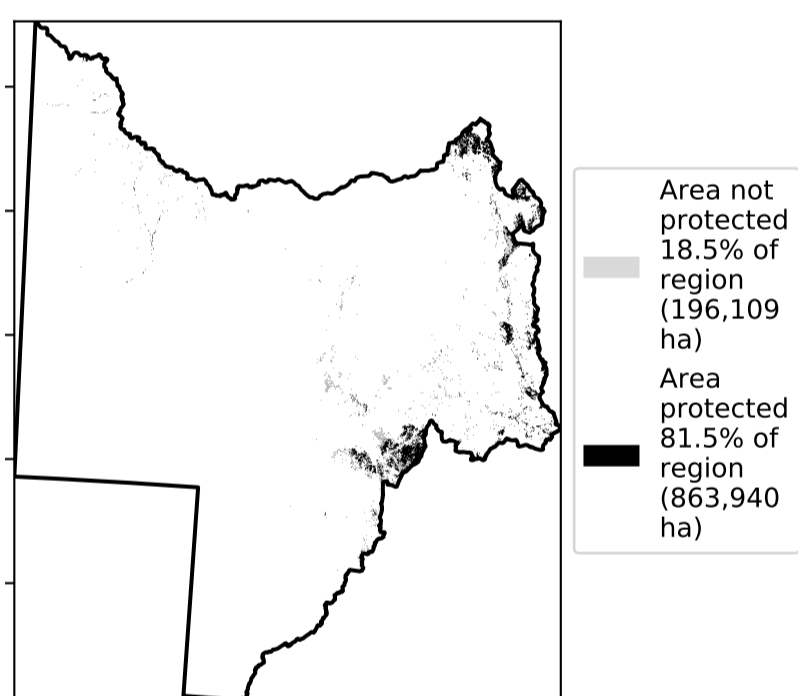 Area not
protected
18.5% of
region
(196,109
ha)
Area
protected
81.5% of
region
(863,940
ha)